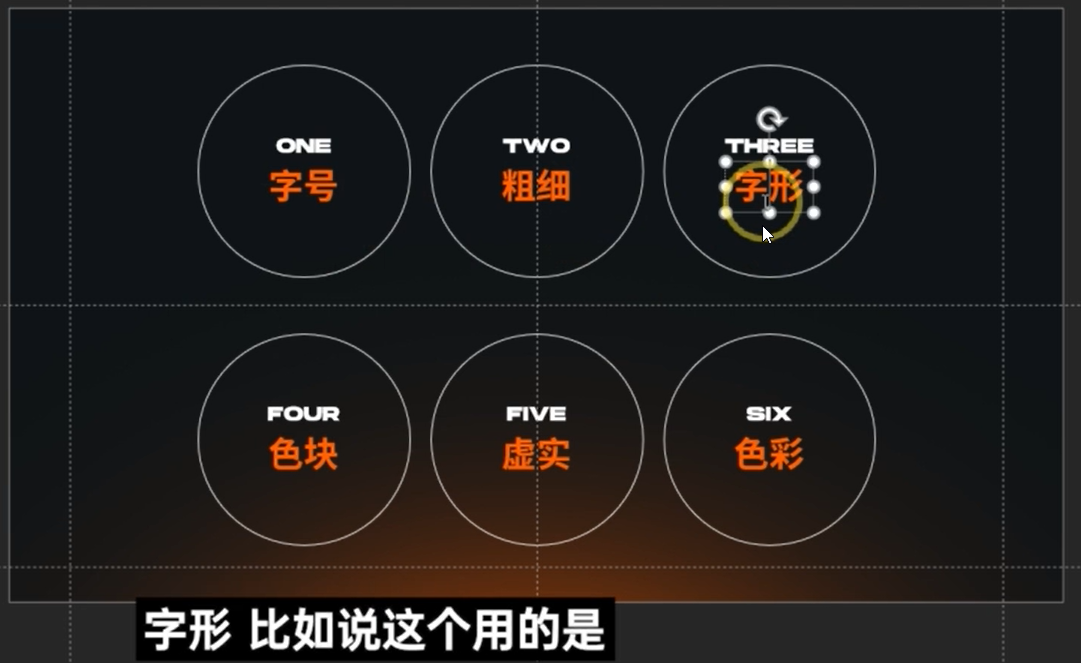 ONE
字号
TWO
粗细
THREE
字形
FOUR
色块
FIVE
虚实
SIX
色彩
字形 比如说这个用的是